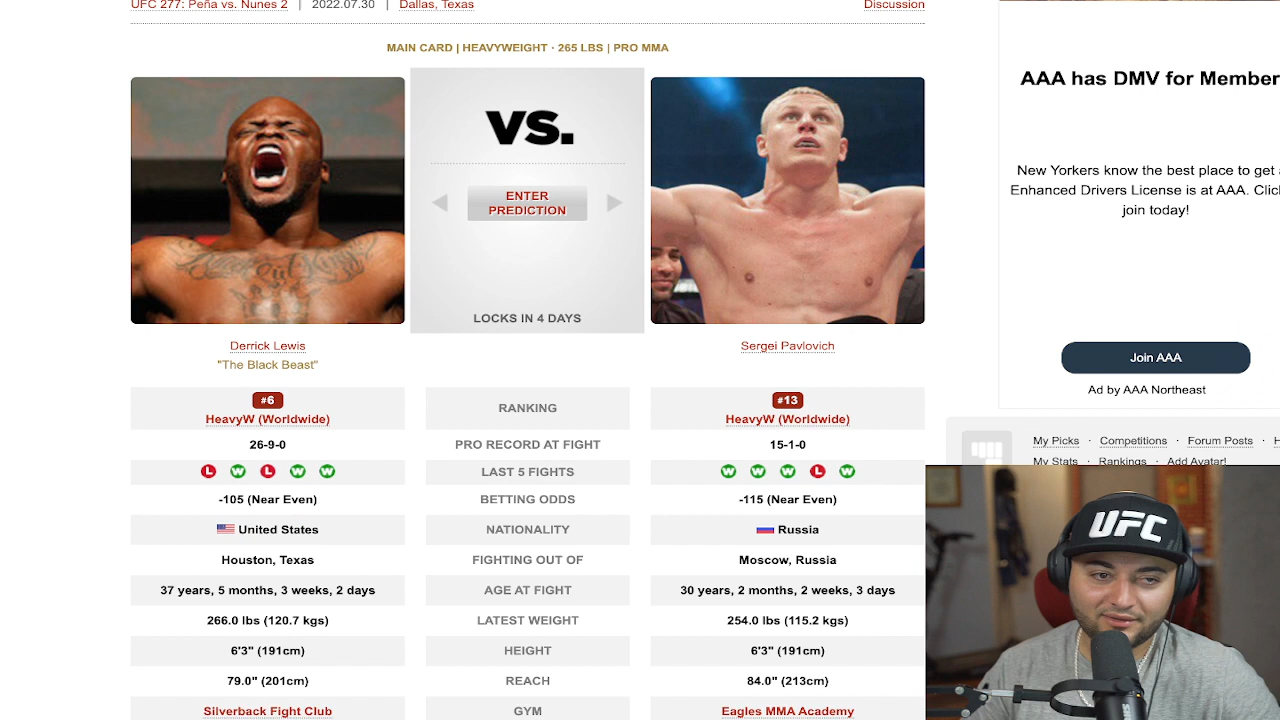 UFC 277: Peña vs. Nunes 2 | 2022.07.30 | Dallas, Texas
Discussion
MAIN CARD | HEAVYWEIGHT · 265 LBS | PRO MMA
VS.
ENTER
PREDICTION
LOCKS IN 4 DAYS
Derrick Lewis
"The Black Beast"
Sergei Pavlovich
#6
HeavyW (Worldwide)
RANKING
#13
HeavyW (Worldwide)
26-9-0 PRO RECORD AT FIGHT 15-1-0
L W L W W LAST 5 FIGHTS W W W L W
-105 (Near Even) BETTING ODDS -115 (Near Even)
United States NATIONALITY Russia
Houston, Texas FIGHTING OUT OF Moscow, Russia
37 years, 5 months, 3 weeks, 2 days AGE AT FIGHT 30 years, 2 months, 2 weeks, 3 days
266.0 lbs (120.7 kgs) LATEST WEIGHT 254.0 lbs (115.2 kgs)
6'3" (191cm) HEIGHT 6'3" (191cm)
79.0" (201cm) REACH 84.0" (213cm)
Silverback Fight Club GYM Eagles MMA Academy
AAA has DMV for Member
New Yorkers know the best place to get
Enhanced Drivers License is at AAA.
join today!
Join AAA
Ad by AAA Northeast
My Picks · Competitions · Forum Posts ·
My Stats · Rankings · Add Avatar!
UFC